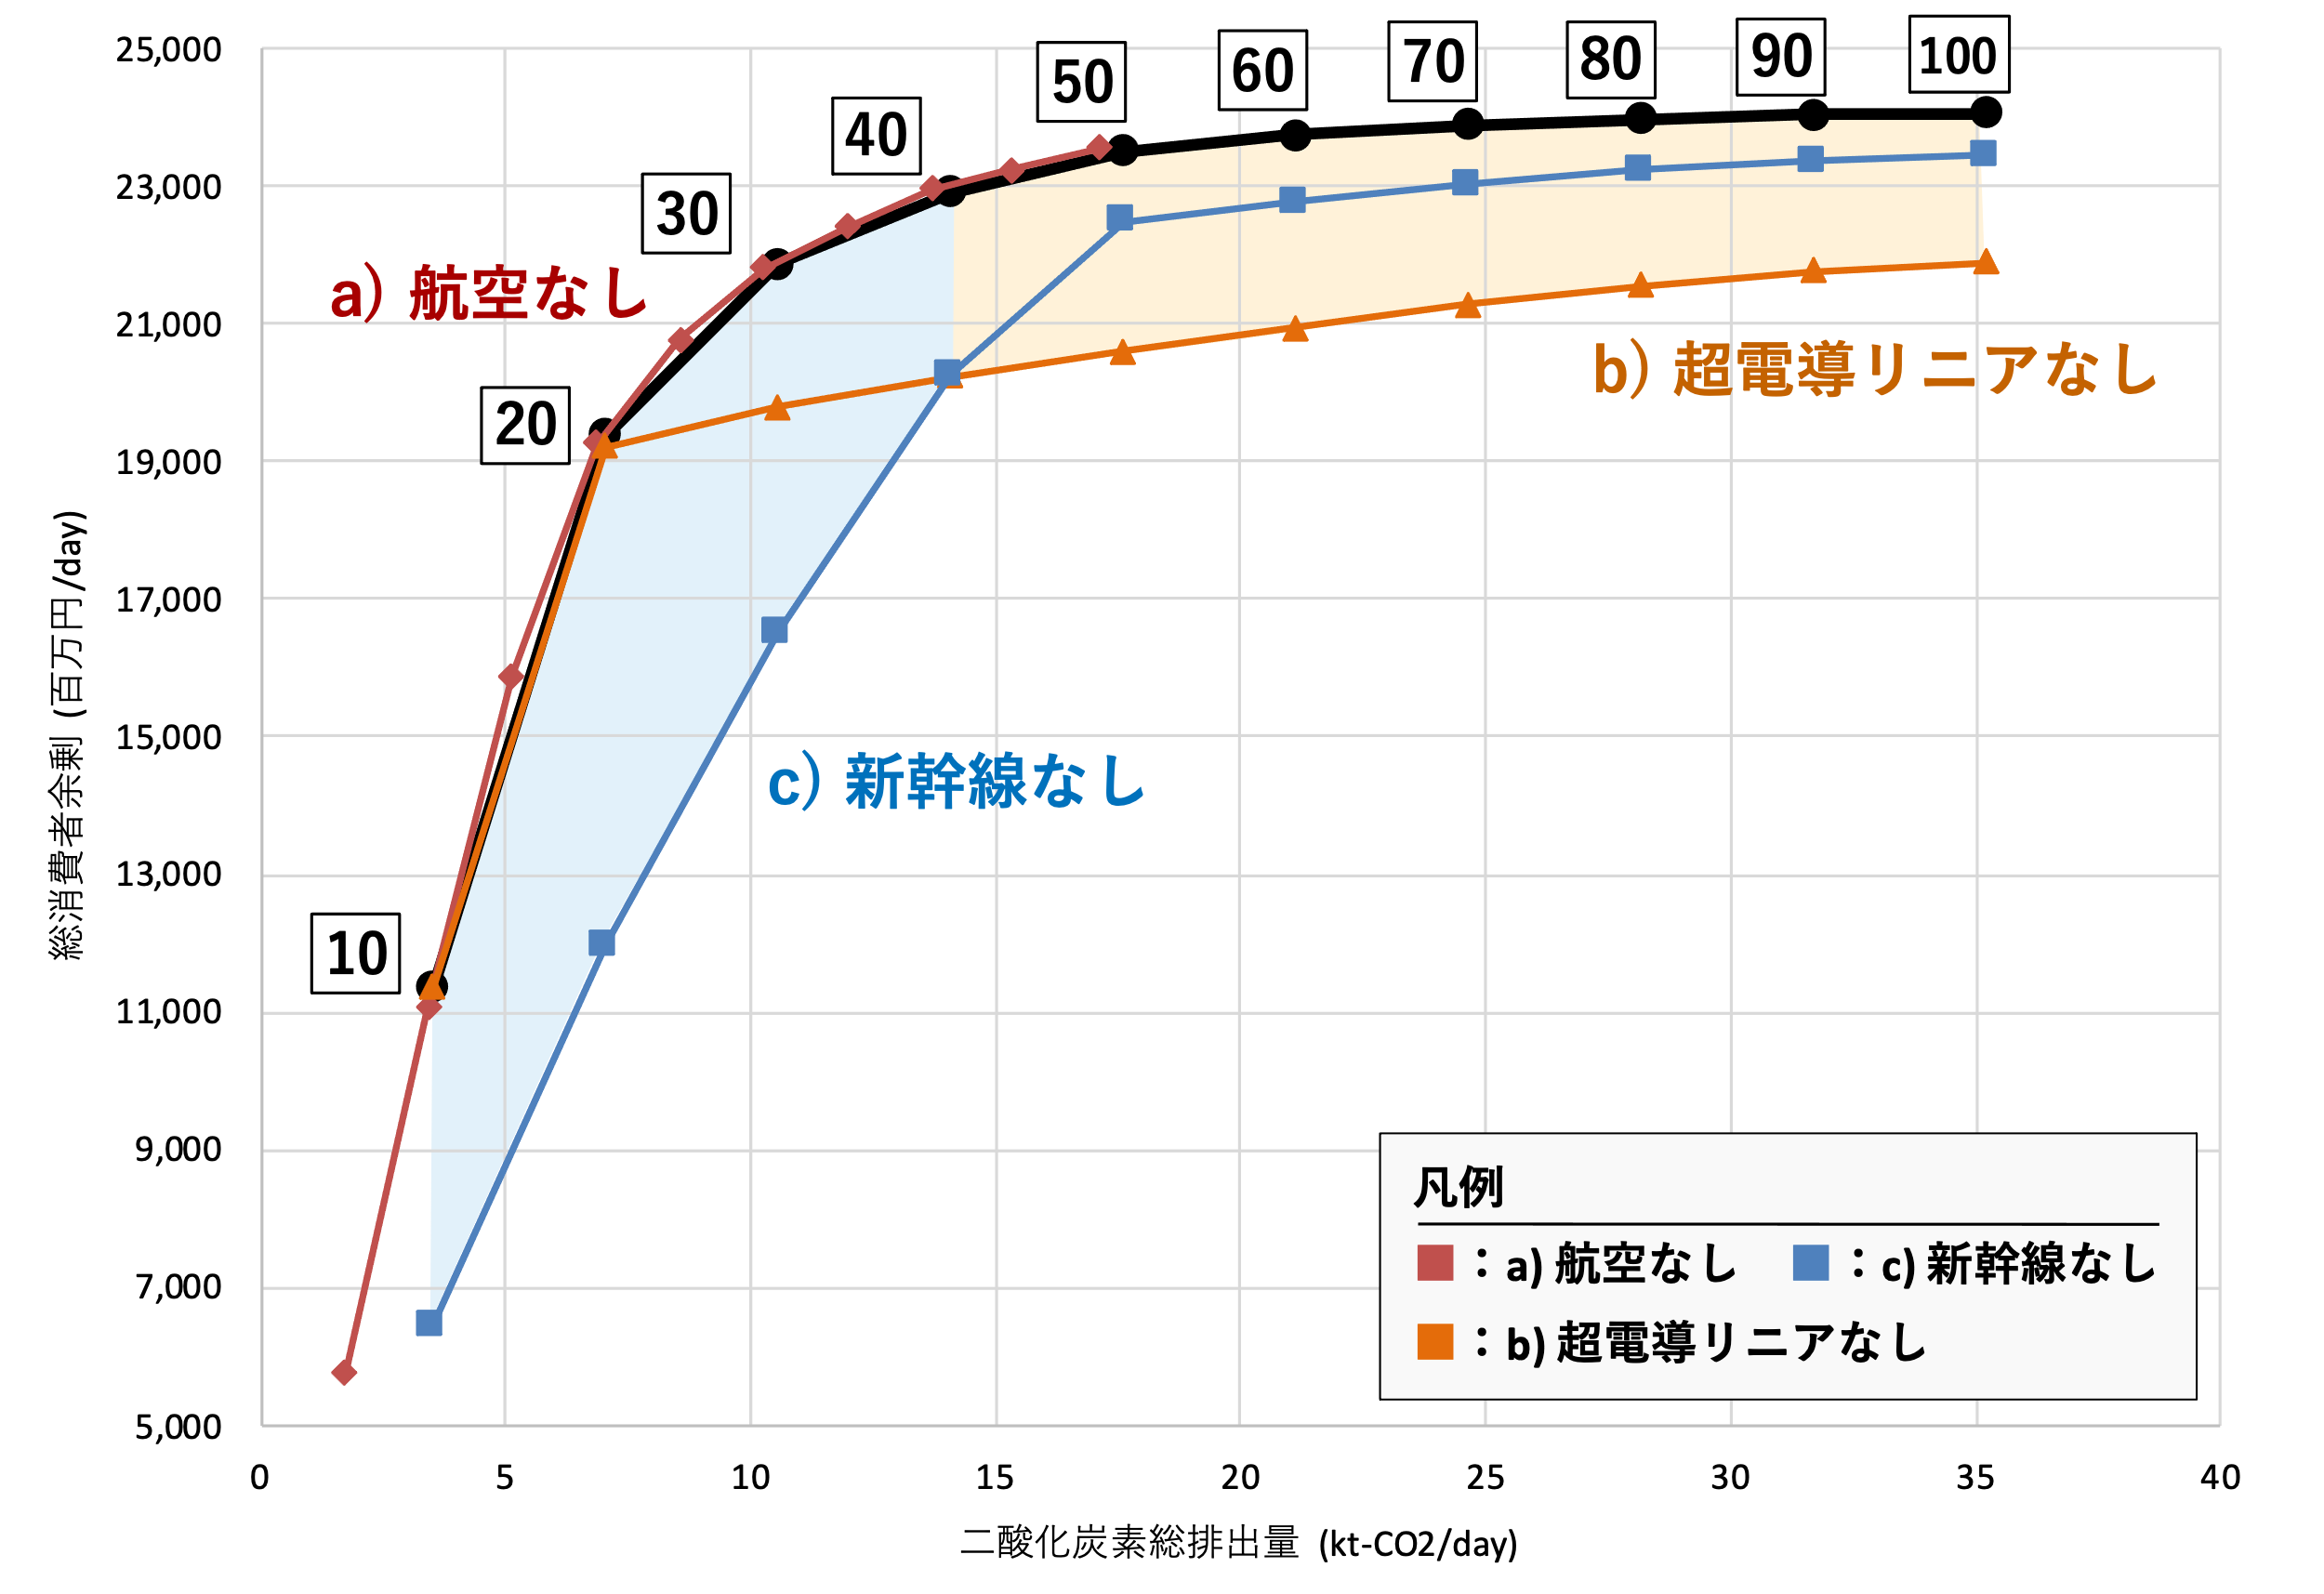 25,000
23,000
21,000
19,000
17,000
15,000
13,000
11,000
9,000
7,000
5,000
総消費者余剰 (百万円/day)
10
20
30
40
50
60
70
80
90
100
a) 航空なし
b) 超電導リニアなし
c) 新幹線なし
凡例
：a) 航空なし ：c) 新幹線なし
：b) 超電導リニアなし
0 5 10 15 20 25 30 35 40
二酸化炭素総排出量 (kt-CO2/day)